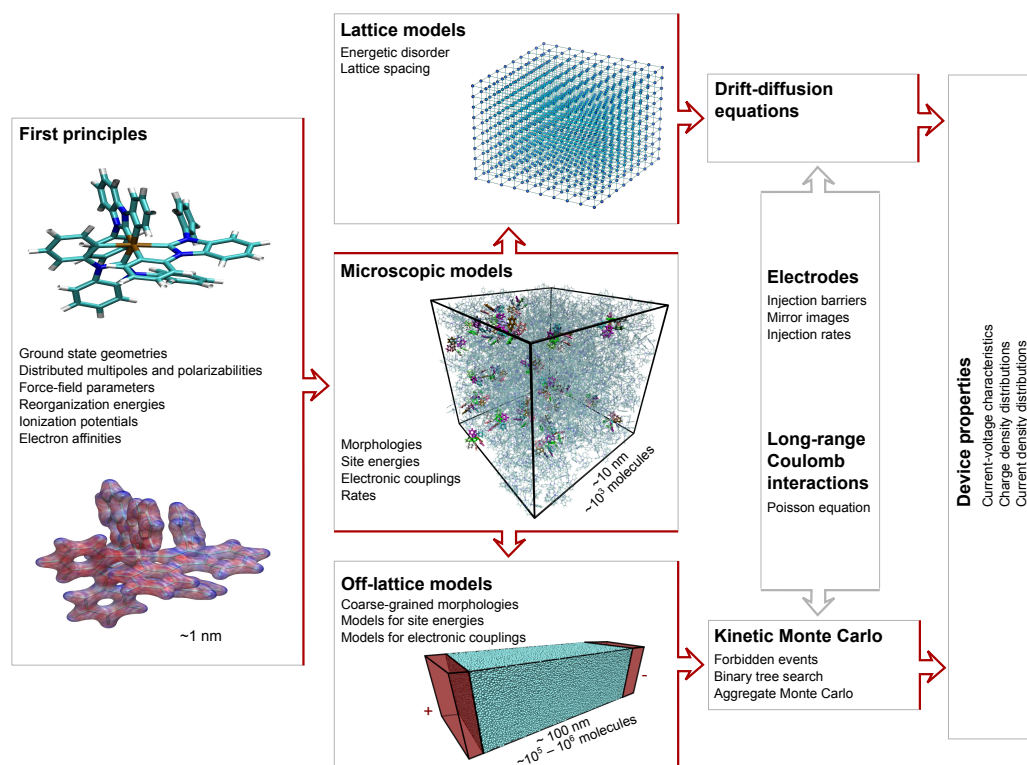 First principles
Ground state geometries
Distributed multipoles and polarizabilities
Force-field parameters
Reorganization energies
Ionization potentials
Electron affinities
~1 nm
Lattice models
Energetic disorder
Lattice spacing
Microscopic models
Morphologies
Site energies
Electronic couplings
Rates
~10 nm
~10³ molecules
Off-lattice models
Coarse-grained morphologies
Models for site energies
Models for electronic couplings
+
-
~ 100 nm
~10⁵ – 10⁶ molecules
Drift-diffusion
equations
Electrodes
Injection barriers
Mirror images
Injection rates
Long-range
Coulomb
interactions
Poisson equation
Kinetic Monte Carlo
Forbidden events
Binary tree search
Aggregate Monte Carlo
Device properties
Current-voltage characteristics
Charge density distributions
Current density distributions